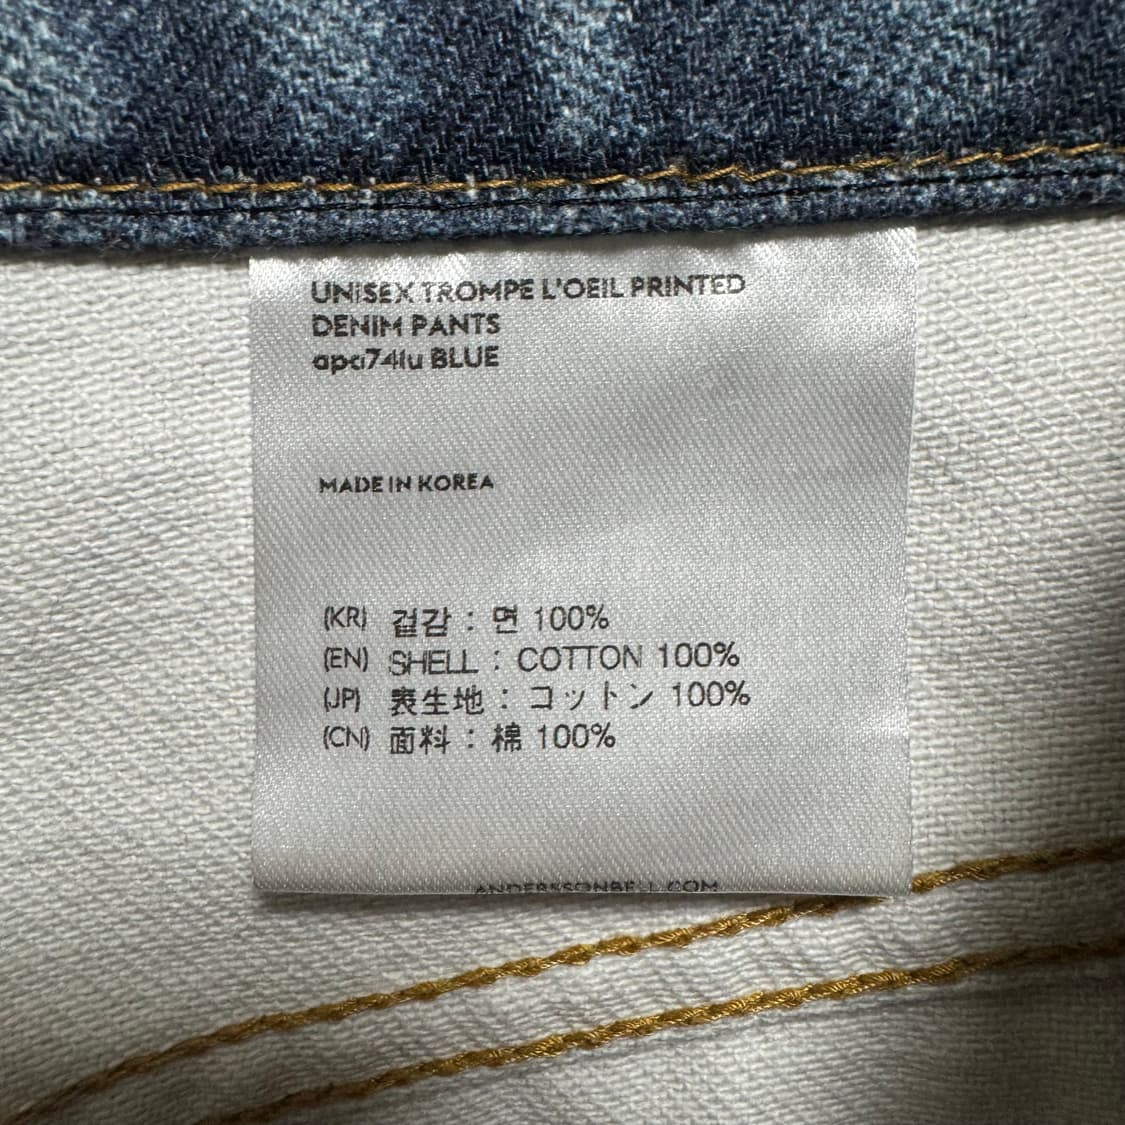 UNISEX TROMPE L'OEIL PRINTED
DENIM PANTS
apa741u BLUE
MADE IN KOREA
(KR) 겉감 : 면 100%
(EN) SHELL : COTTON 100%
(JP) 表生地 : コットン 100%
(CN) 面料 : 棉 100%
ANDERSSONBELL.COM